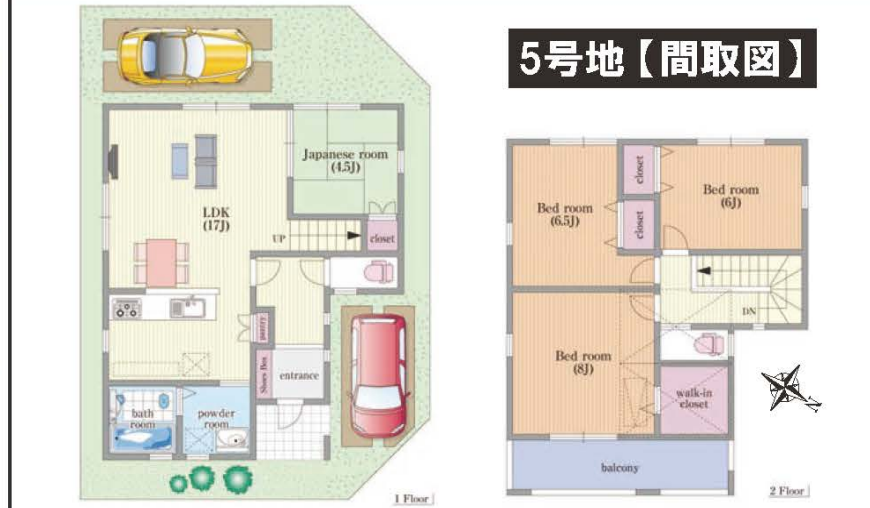 5号地【間取図】
Japanese room
(4.5J)
LDK
(17J)
UP
closet
pantry
Shoes Box
entrance
bath
room
powder
room
1 Floor
closet
Bed room
(6J)
Bed room
(6.5J)
closet
DN
Bed room
(8J)
walk-in
closet
balcony
2 Floor